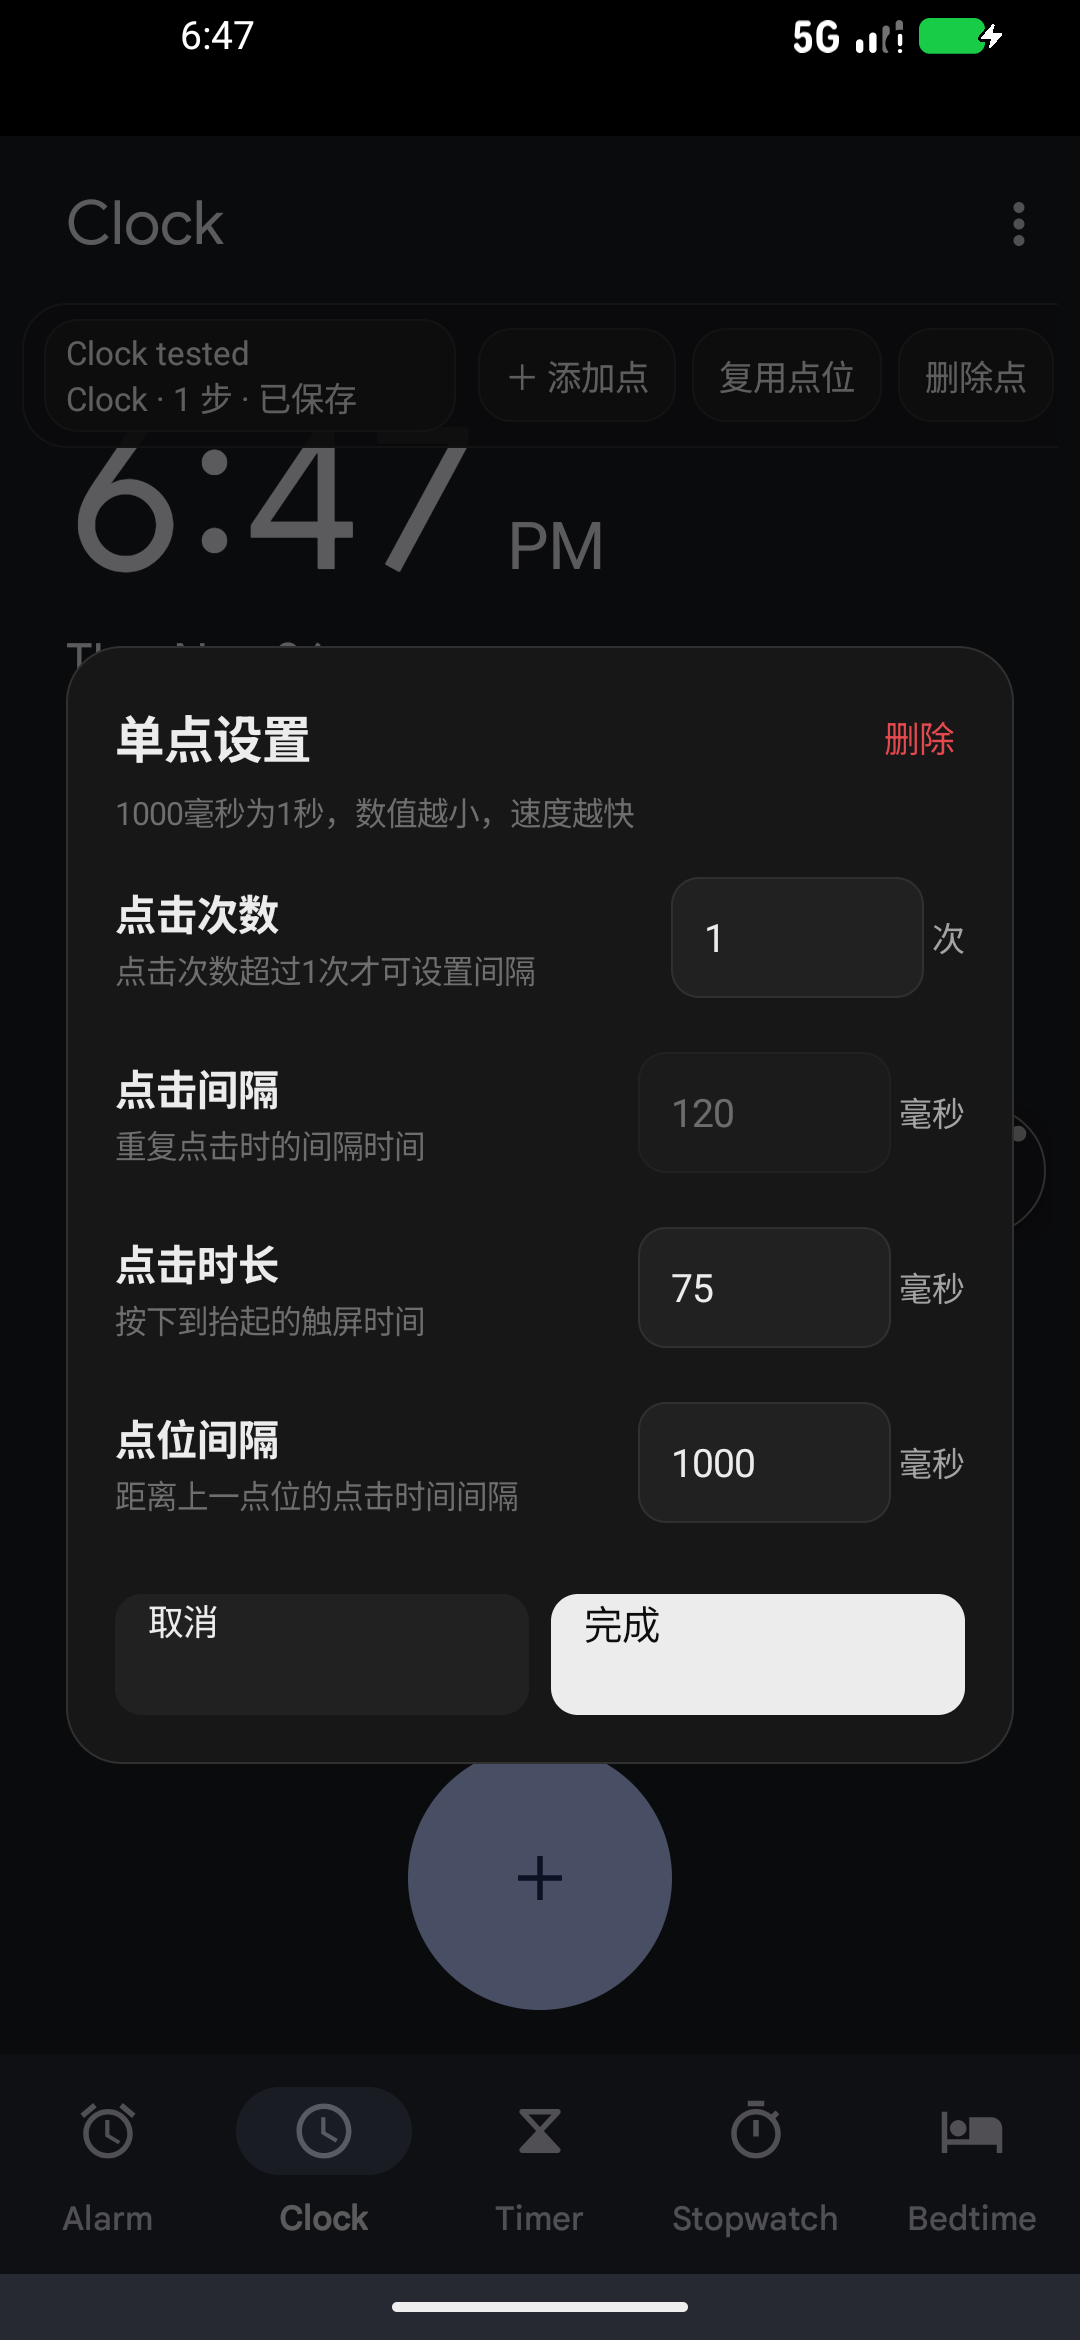 6:47
5G
Clock
Clock tested
Clock · 1 步 · 已保存
＋ 添加点
复用点位
删除点
6:47 PM
单点设置
删除
1000毫秒为1秒，数值越小，速度越快
点击次数
点击次数超过1次才可设置间隔
1 次
点击间隔
重复点击时的间隔时间
120 毫秒
点击时长
按下到抬起的触屏时间
75 毫秒
点位间隔
距离上一点位的点击时间间隔
1000 毫秒
取消
完成
Alarm
Clock
Timer
Stopwatch
Bedtime